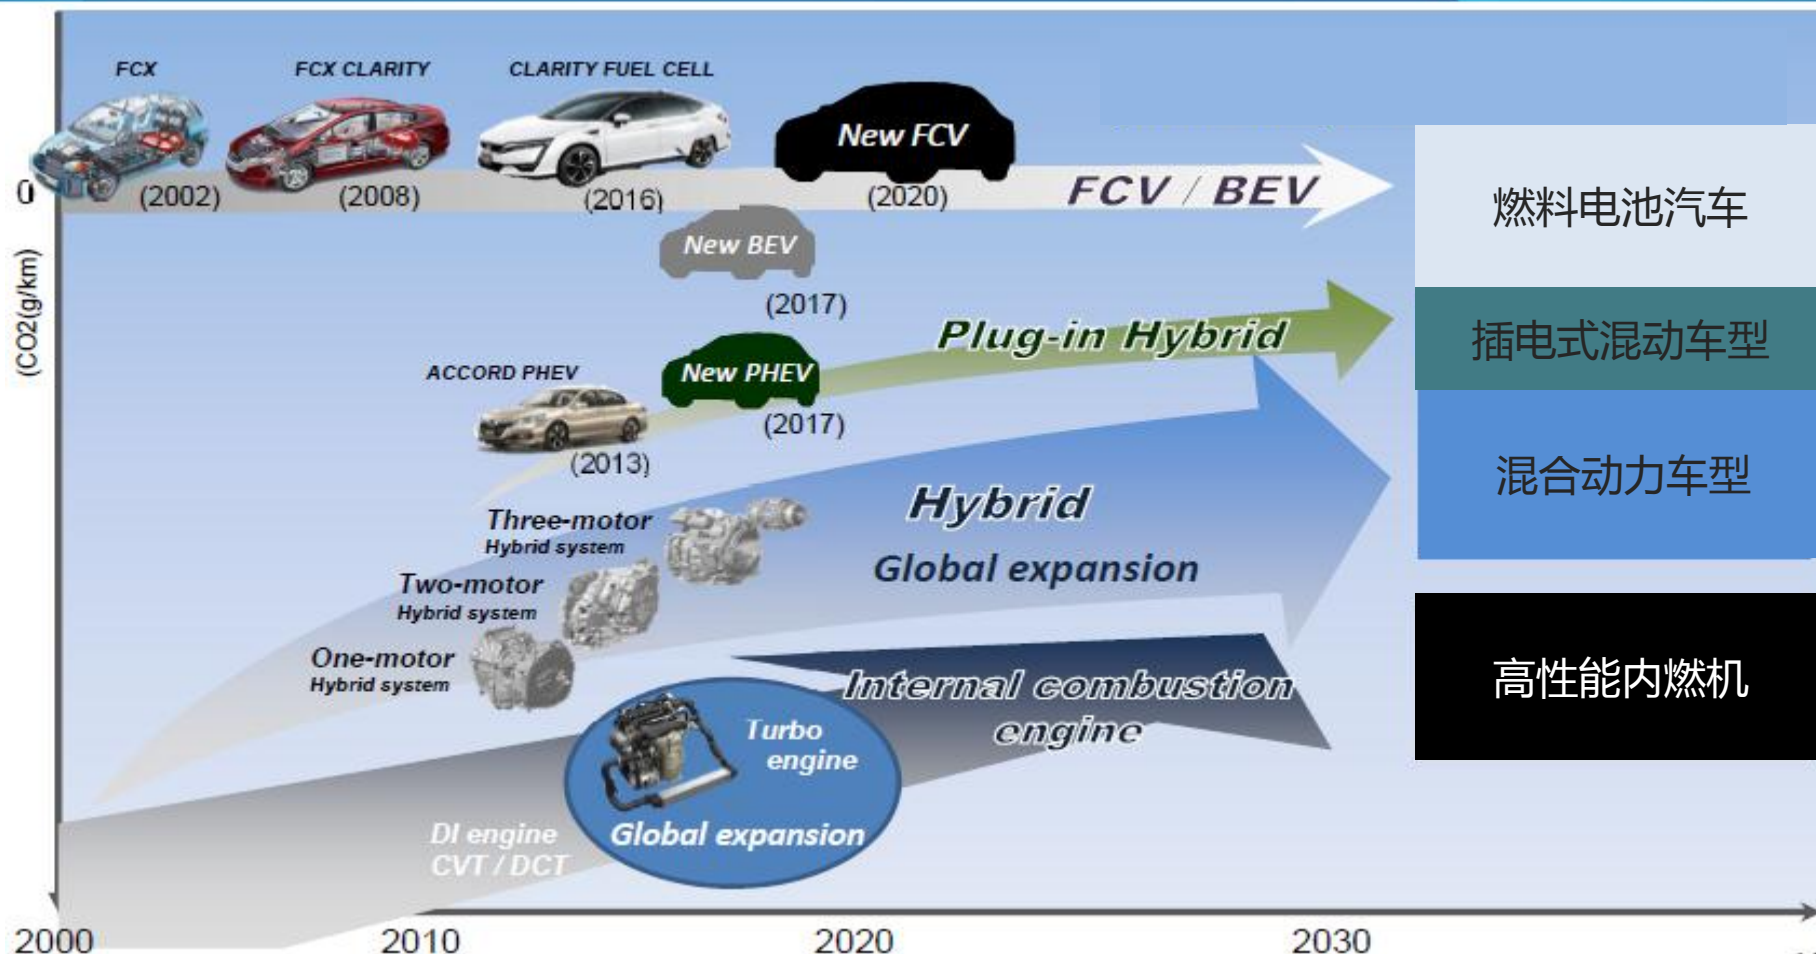 FCX
FCX CLARITY
CLARITY FUEL CELL
New FCV
0
(2002)
(2008)
(2016)
(2020)
FCV / BEV
燃料电池汽车
(CO2(g/km)
New BEV
(2017)
Plug-in Hybrid
插电式混动车型
ACCORD PHEV
New PHEV
(2017)
(2013)
混合动力车型
Three-motor
Hybrid system
Hybrid
Global expansion
Two-motor
Hybrid system
One-motor
Hybrid system
Internal combustion
engine
高性能内燃机
Turbo
engine
DI engine
CVT / DCT
Global expansion
2000
2010
2020
2030